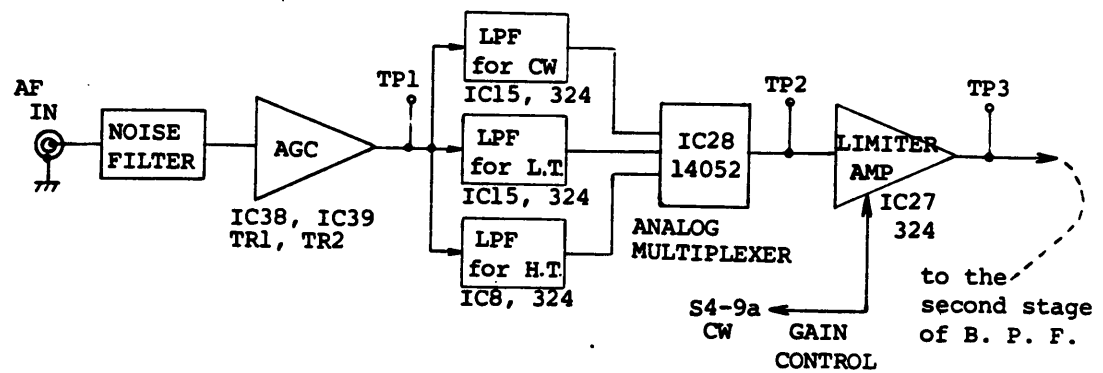 AF
IN
NOISE
FILTER
AGC
IC38, IC39
TR1, TR2
TP1
LPF
for CW
IC15, 324
LPF
for L.T.
IC15, 324
LPF
for H.T.
IC8, 324
IC28
14052
ANALOG
MULTIPLEXER
TP2
LIMITER
AMP
IC27
324
TP3
S4-9a
CW
GAIN
CONTROL
to the
second stage
of B. P. F.